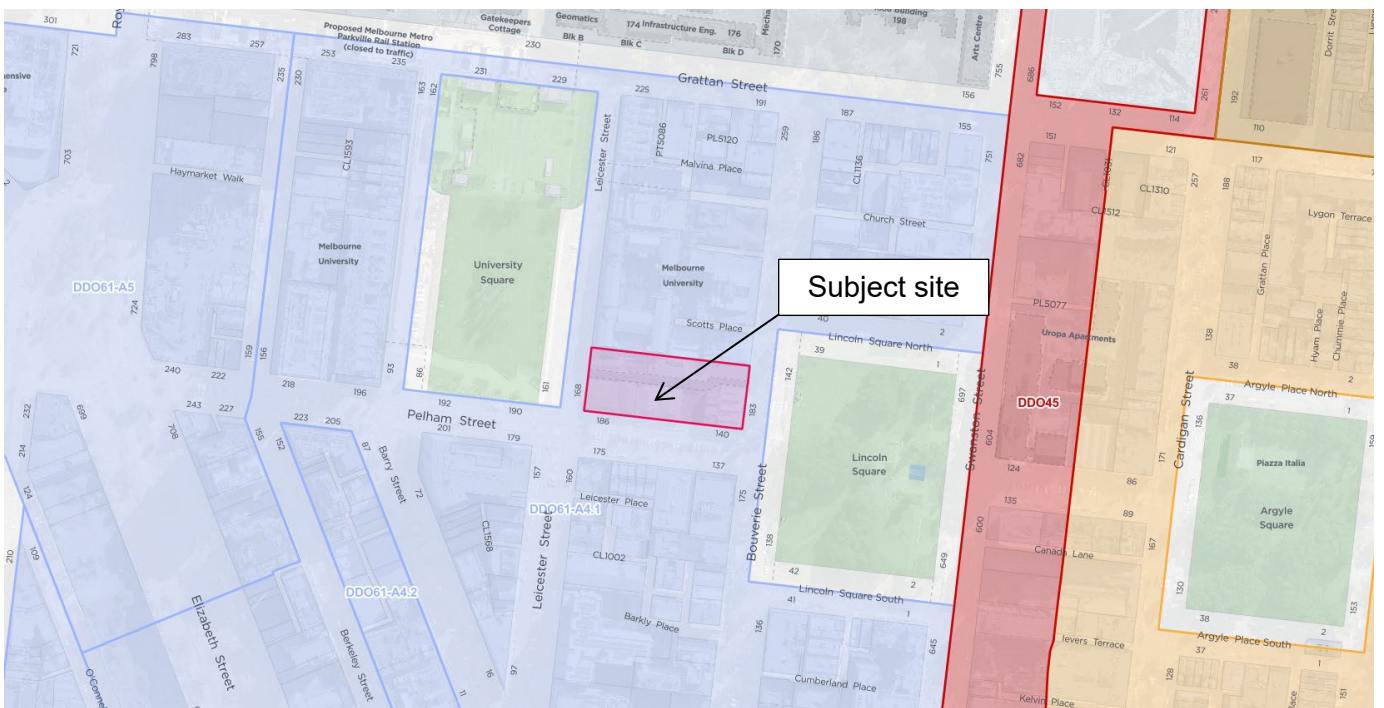 301
Roy
721
283
798
257
235
703
Haymarket Walk
DDO61-A5
724
240
222
159
156
Proposed Melbourne Metro
Parkville Rail Station
(closed to traffic)
253
235
230
163
162
CL1593
Melbourne
University
218
196
93
86
Gatekeepers
Cottage
230
Geomatics
Blk B
174 Infrastructure Eng. 176
Blk C
Blk D
170
198
Arts Centre
755
156
Grattan Street
231
229
University
Square
192
190
161
Leicester Street
225
191
PT5086
PL5120
259
Malvina Place
187
186
CL1136
155
751
Church Street
Melbourne
University
Scotts Place
Subject site
40
2
Lincoln Square North
168
186
140
183
142
39
1
697
Lincoln
Square
138
42
2
649
Lincoln Square South
41
1
136
645
Cumberland Place
Bouverie Street
Swanston Street
686
152
132
114
261
151
682
CL1031
121
CL1310
CL1512
257
PL5077
Uropa Apartments
DDO45
604
124
135
600
Canada Lane
86
89
171
167
Cardigan Street
Ievers Terrace
Kelvin Place
192
110
Dorrit Stre
117
188
Lygon Terrace
Grattan Place
138
Hyam Place
Chummie Place
38
2
Argyle Place North
37
1
136
159
Piazza Italia
Argyle
Square
130
153
38
2
Argyle Place South
37
1
128
151
lace
Pelham Street
232
699
243
227
214
708
124
155
152
223
205
87
Barry Street
72
201
179
157
CL1568
160
175
137
175
Leicester Place
DDO61-A4.1
CL1002
Barkly Place
Leicester Street
97
16
11
DDO61-A4.2
Berkeley Street
Elizabeth Street
109
210
O'Conne